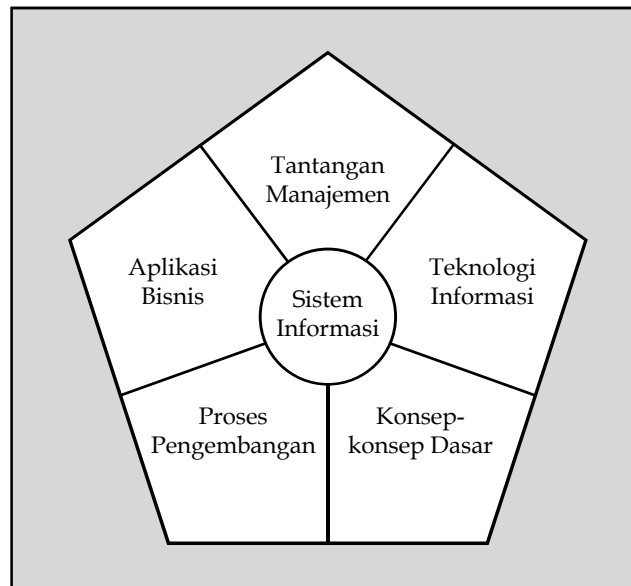 Tantangan
Manajemen
Aplikasi
Bisnis
Teknologi
Informasi
Sistem
Informasi
Proses
Pengembangan
Konsep-
konsep Dasar